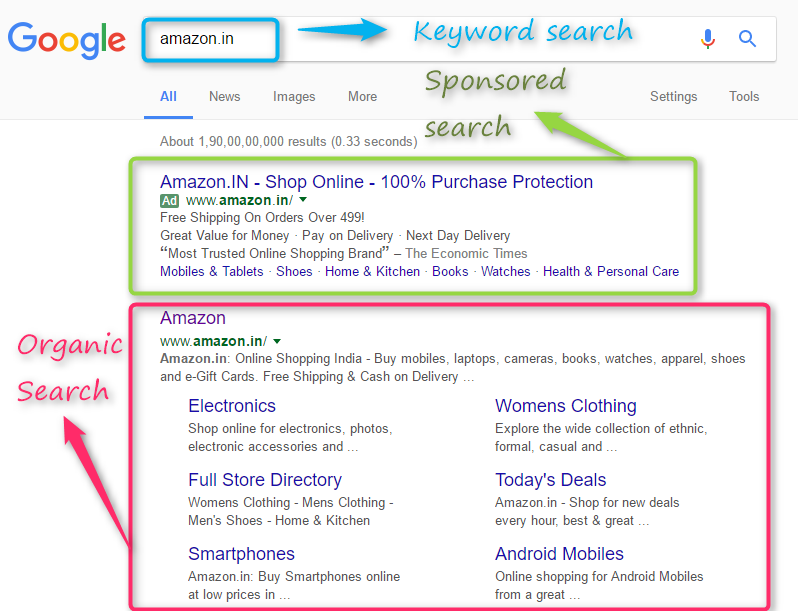 Google amazon.in Keyword search
Sponsored
search
All News Images More Settings Tools
About 1,90,00,00,000 results (0.33 seconds)
Amazon.IN - Shop Online - 100% Purchase Protection
Ad www.amazon.in/
Free Shipping On Orders Over 499!
Great Value for Money · Pay on Delivery · Next Day Delivery
“Most Trusted Online Shopping Brand” – The Economic Times
Mobiles & Tablets · Shoes · Home & Kitchen · Books · Watches · Health & Personal Care
Organic
Search
Amazon
www.amazon.in/
Amazon.in: Online Shopping India - Buy mobiles, laptops, cameras, books, watches, apparel, shoes
and e-Gift Cards. Free Shipping & Cash on Delivery ...
Electronics
Shop online for electronics, photos,
electronic accessories and ...
Womens Clothing
Explore the wide collection of ethnic,
formal, casual and ...
Full Store Directory
Womens Clothing - Mens Clothing -
Men's Shoes - Home & Kitchen
Today's Deals
Amazon.in - Shop for new deals
every hour, best & great ...
Smartphones
Amazon.in: Buy Smartphones online
at low prices in ...
Android Mobiles
Online shopping for Android Mobiles
from a great ...